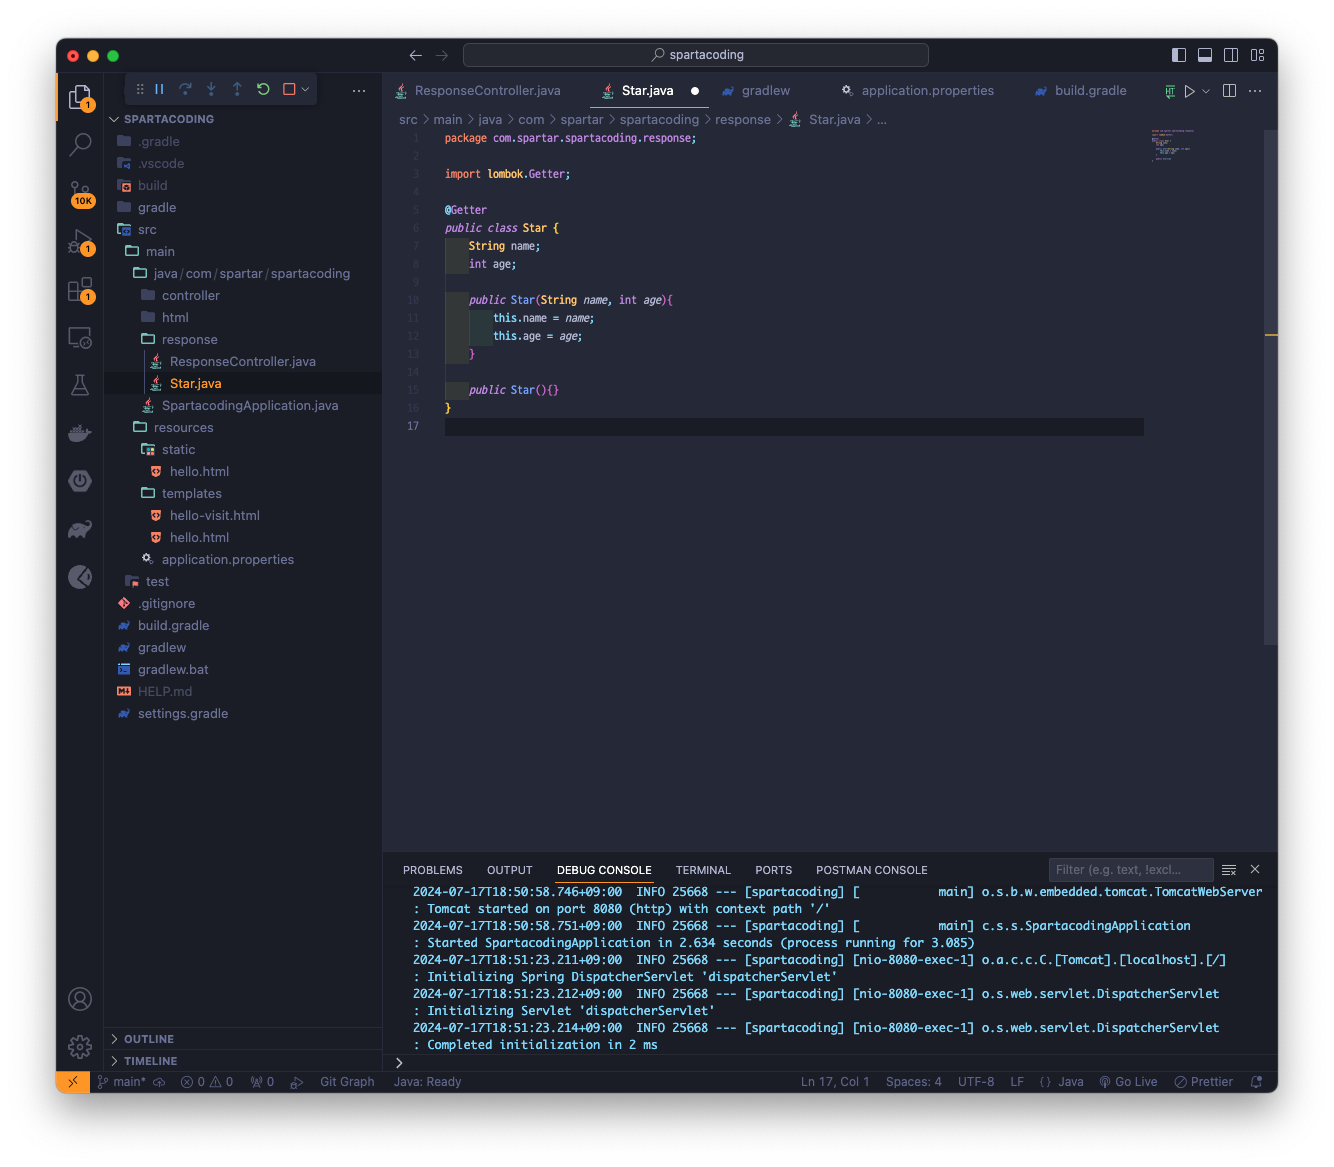 spartacoding
ResponseController.java
Star.java
gradlew
application.properties
build.gradle
src > main > java > com > spartar > spartacoding > response > Star.java > ...
1
SPARTACODING
.gradle
.vscode
build
gradle
src
main
java/com/spartar/spartacoding
controller
html
response
ResponseController.java
Star.java
SpartacodingApplication.java
resources
static
hello.html
templates
hello-visit.html
hello.html
application.properties
test
.gitignore
build.gradle
gradlew
gradlew.bat
HELP.md
settings.gradle
10K
1
1
1 package com.spartar.spartacoding.response;
2
3 import lombok.Getter;
4
5 @Getter
6 public class Star {
7 String name;
8 int age;
9
10 public Star(String name, int age){
11 this.name = name;
12 this.age = age;
13 }
14
15 public Star(){}
16 }
17
PROBLEMS OUTPUT DEBUG CONSOLE TERMINAL PORTS POSTMAN CONSOLE
Filter (e.g. text, !excl...
2024-07-17T18:50:58.746+09:00 INFO 25668 --- [spartacoding] [ main] o.s.b.w.embedded.tomcat.TomcatWebServer
: Tomcat started on port 8080 (http) with context path '/'
2024-07-17T18:50:58.751+09:00 INFO 25668 --- [spartacoding] [ main] c.s.s.SpartacodingApplication
: Started SpartacodingApplication in 2.634 seconds (process running for 3.085)
2024-07-17T18:51:23.211+09:00 INFO 25668 --- [spartacoding] [nio-8080-exec-1] o.a.c.c.C.[Tomcat].[localhost].[/]
: Initializing Spring DispatcherServlet 'dispatcherServlet'
2024-07-17T18:51:23.212+09:00 INFO 25668 --- [spartacoding] [nio-8080-exec-1] o.s.web.servlet.DispatcherServlet
: Initializing Servlet 'dispatcherServlet'
2024-07-17T18:51:23.214+09:00 INFO 25668 --- [spartacoding] [nio-8080-exec-1] o.s.web.servlet.DispatcherServlet
: Completed initialization in 2 ms
>
OUTLINE
TIMELINE
main* 0 0 0 Git Graph Java: Ready Ln 17, Col 1 Spaces: 4 UTF-8 LF {} Java Go Live Prettier